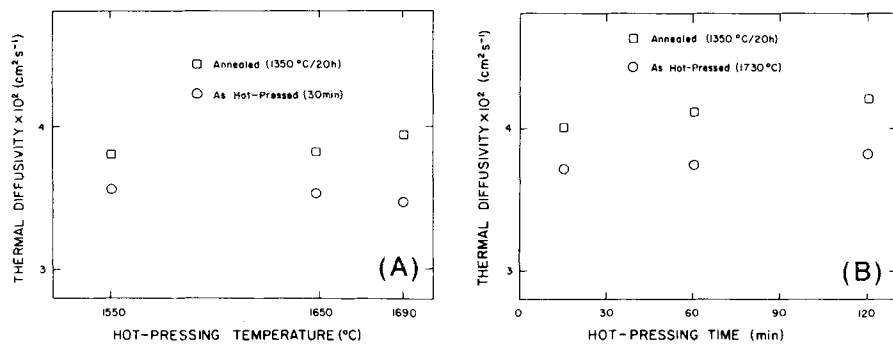 THERMAL DIFFUSIVITY × 10² (cm² s⁻¹)
4
3
□ Annealed (1350 °C/20h)
○ As Hot-Pressed (30min)
(A)
1550
1650
1690
HOT-PRESSING TEMPERATURE (°C)
THERMAL DIFFUSIVITY × 10² (cm² s⁻¹)
4
3
□ Annealed (1350 °C/20h)
○ As Hot-Pressed (1730 °C)
(B)
0
30
60
90
120
HOT-PRESSING TIME (min)